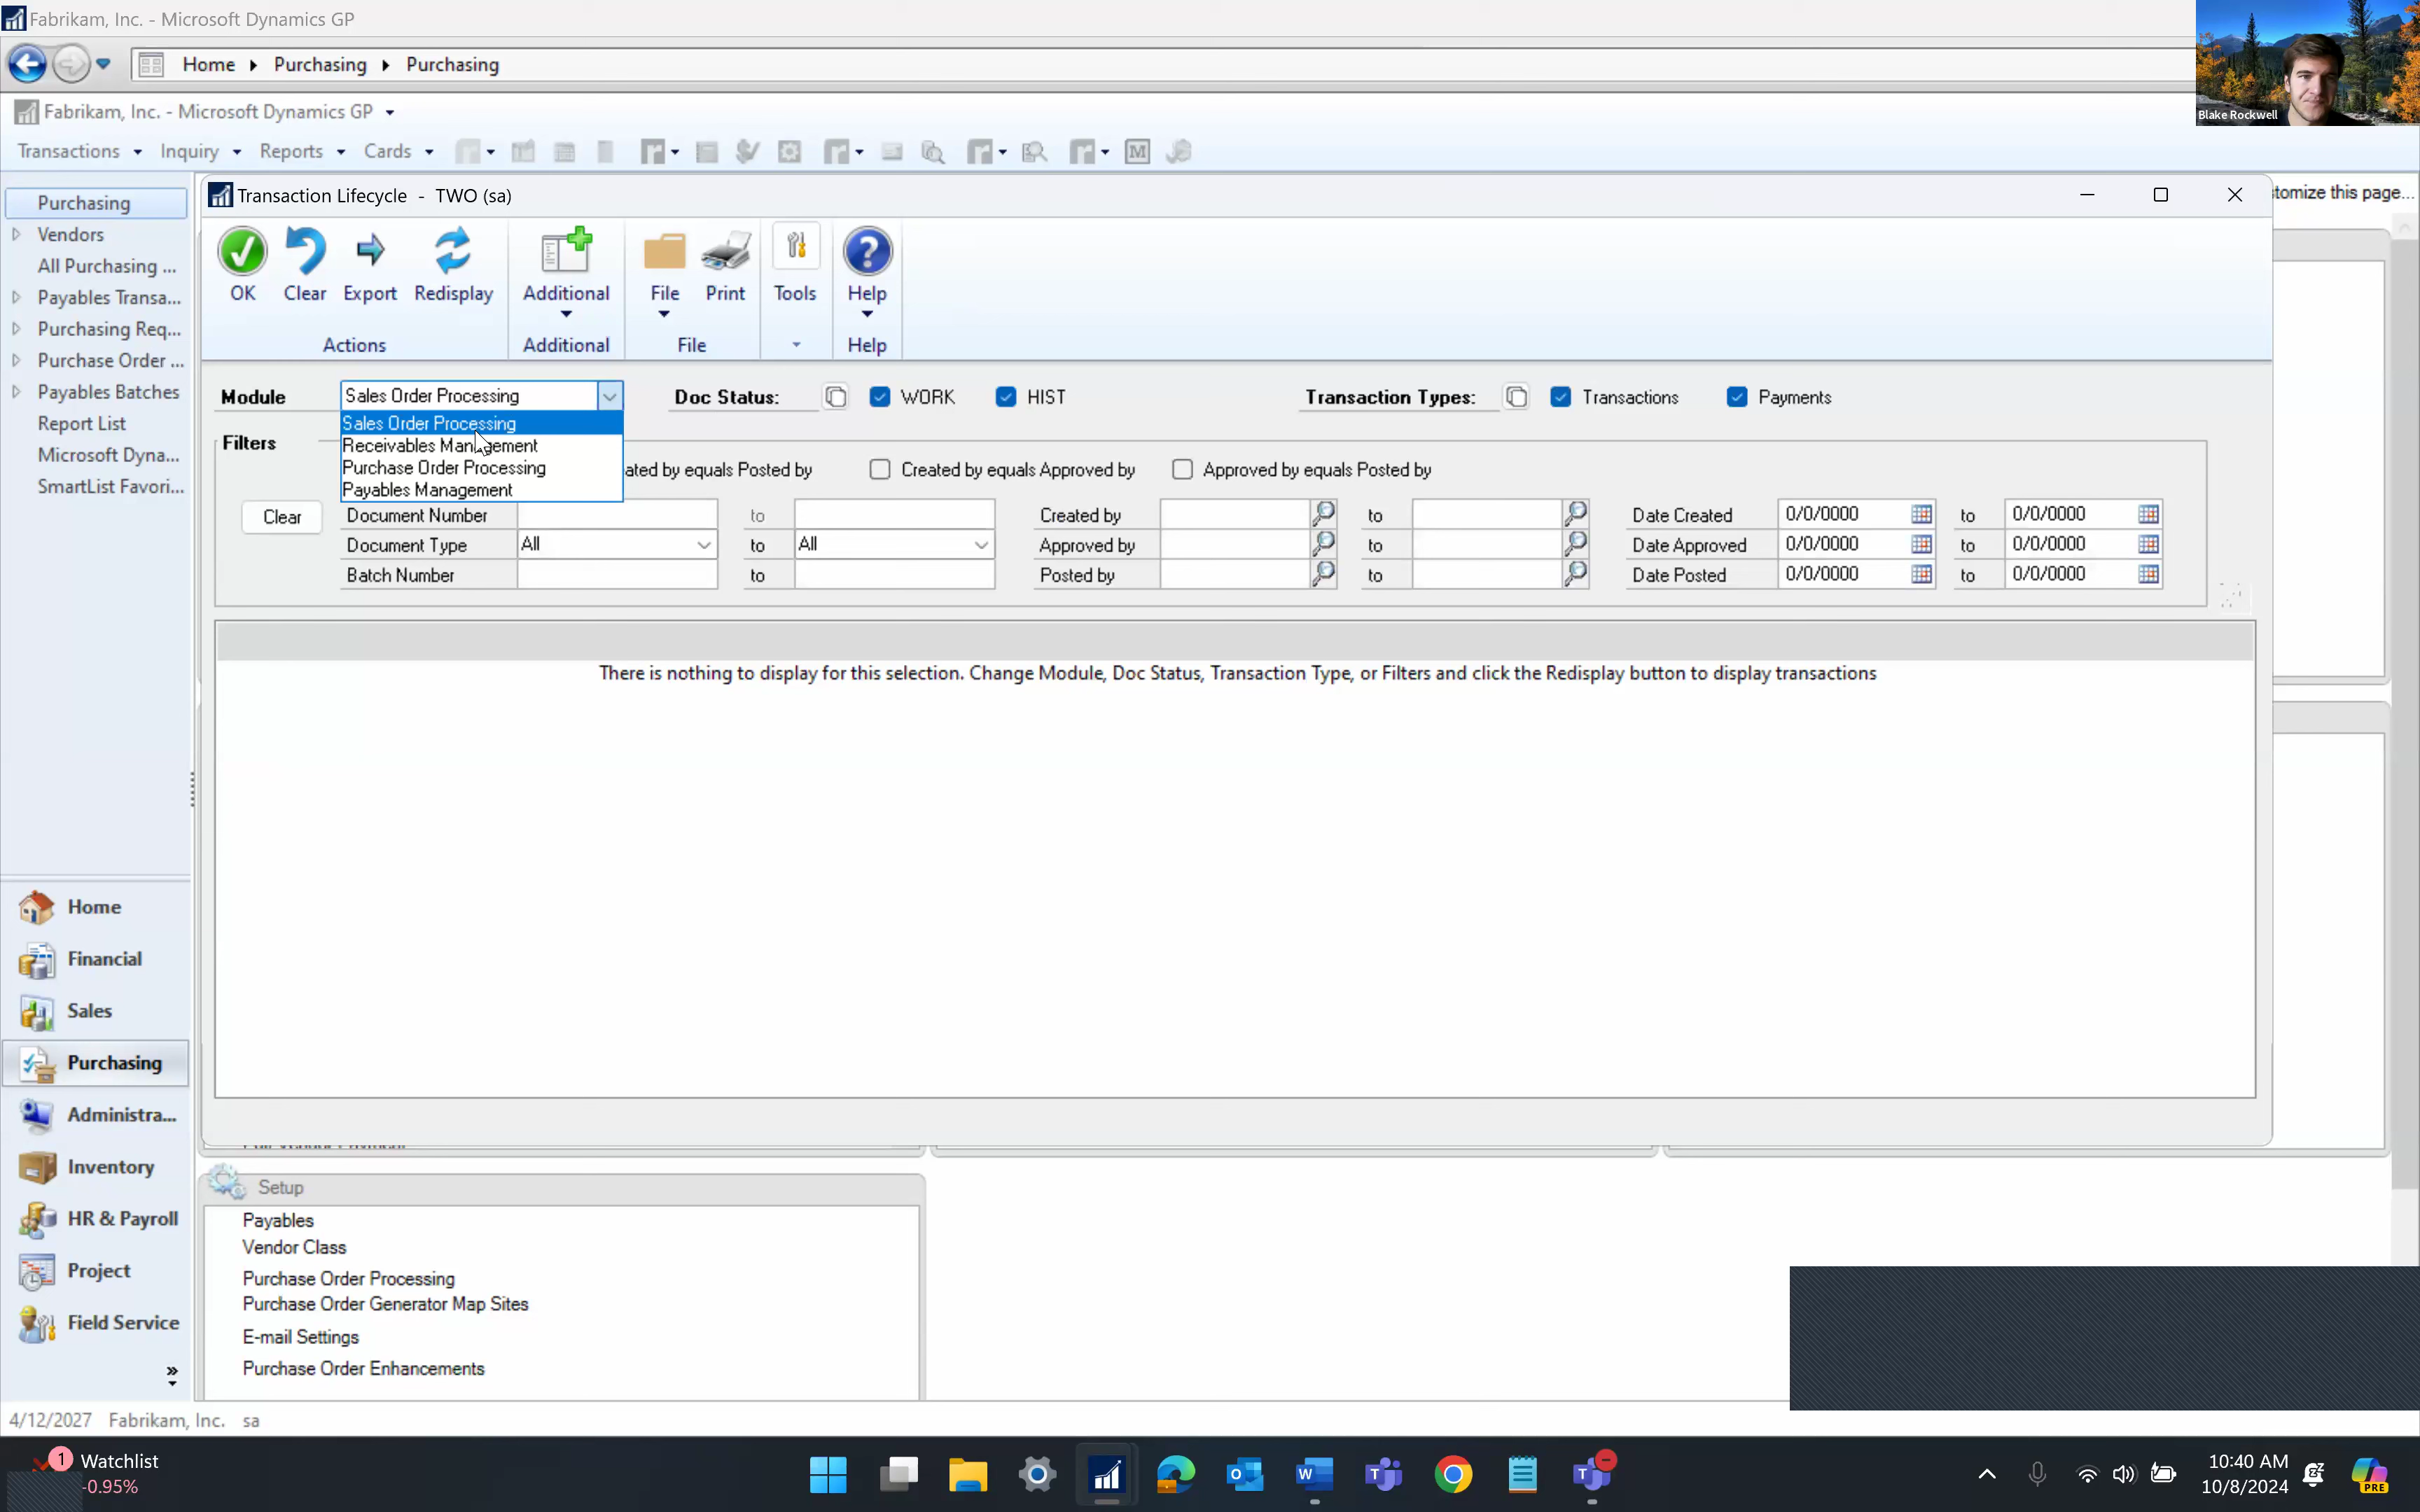 Fabrikam, Inc. - Microsoft Dynamics GP
Home Purchasing Purchasing
Blake Rockwell
Fabrikam, Inc. - Microsoft Dynamics GP
Transactions Inquiry Reports Cards
M
Transaction Lifecycle - TWO (sa)
tomize this page...
Purchasing
Vendors
All Purchasing ...
Payables Transa...
Purchasing Req...
Purchase Order ...
Payables Batches
Report List
Microsoft Dyna...
SmartList Favori...
OK Clear Export Redisplay Additional File Print Tools Help
Actions Additional File Help
Module Sales Order Processing Doc Status: WORK HIST Transaction Types: Transactions Payments
Sales Order Processing
Receivables Management
Purchase Order Processing
Payables Management
Filters
ated by equals Posted by Created by equals Approved by Approved by equals Posted by
Clear
Document Number to Created by to Date Created 0/0/0000 to 0/0/0000
Document Type All to All Approved by to Date Approved 0/0/0000 to 0/0/0000
Batch Number to Posted by to Date Posted 0/0/0000 to 0/0/0000
There is nothing to display for this selection. Change Module, Doc Status, Transaction Type, or Filters and click the Redisplay button to display transactions
Home
Financial
Sales
Purchasing
Administra...
Inventory
HR & Payroll
Project
Field Service
Setup
Payables
Vendor Class
Purchase Order Processing
Purchase Order Generator Map Sites
E-mail Settings
Purchase Order Enhancements
4/12/2027 Fabrikam, Inc. sa
1 Watchlist
-0.95%
10:40 AM
10/8/2024
PRE